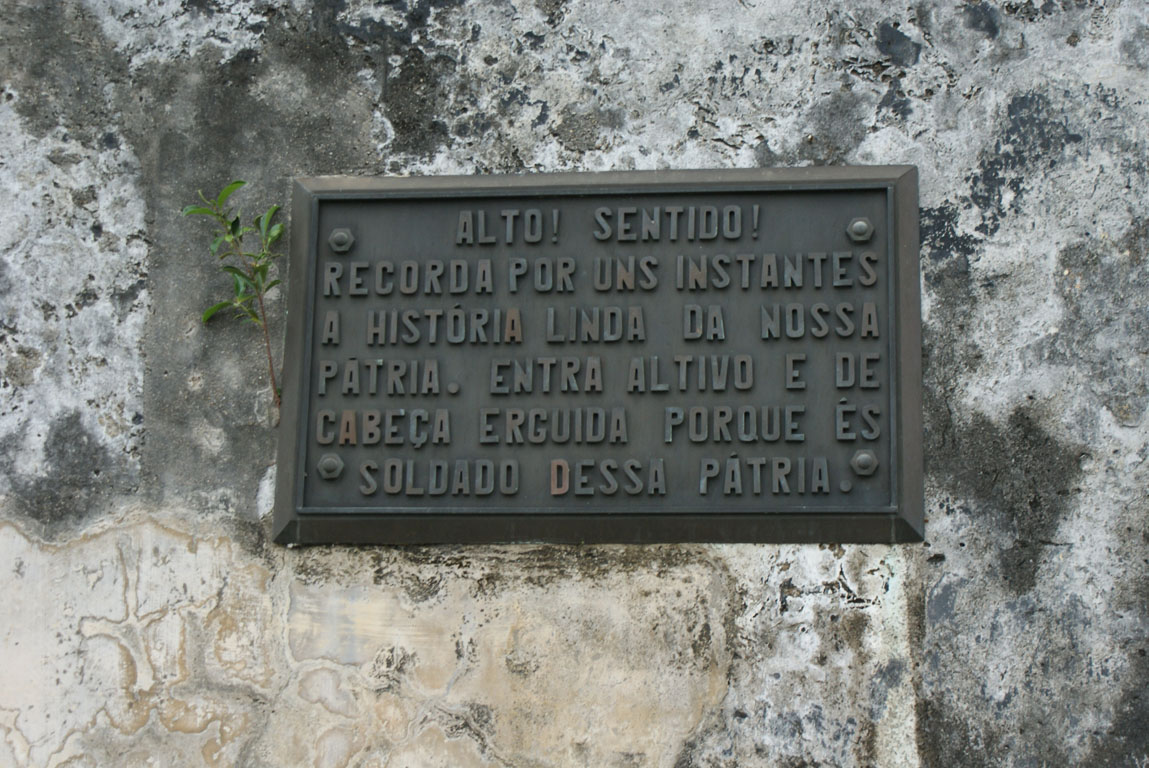 ALTO! SENTIDO!
RECORDA POR UNS INSTANTES
A HISTÓRIA LINDA DA NOSSA
PÁTRIA. ENTRA ALTIVO E DE
CABEÇA ERGUIDA PORQUE ÉS
SOLDADO DESSA PÁTRIA.